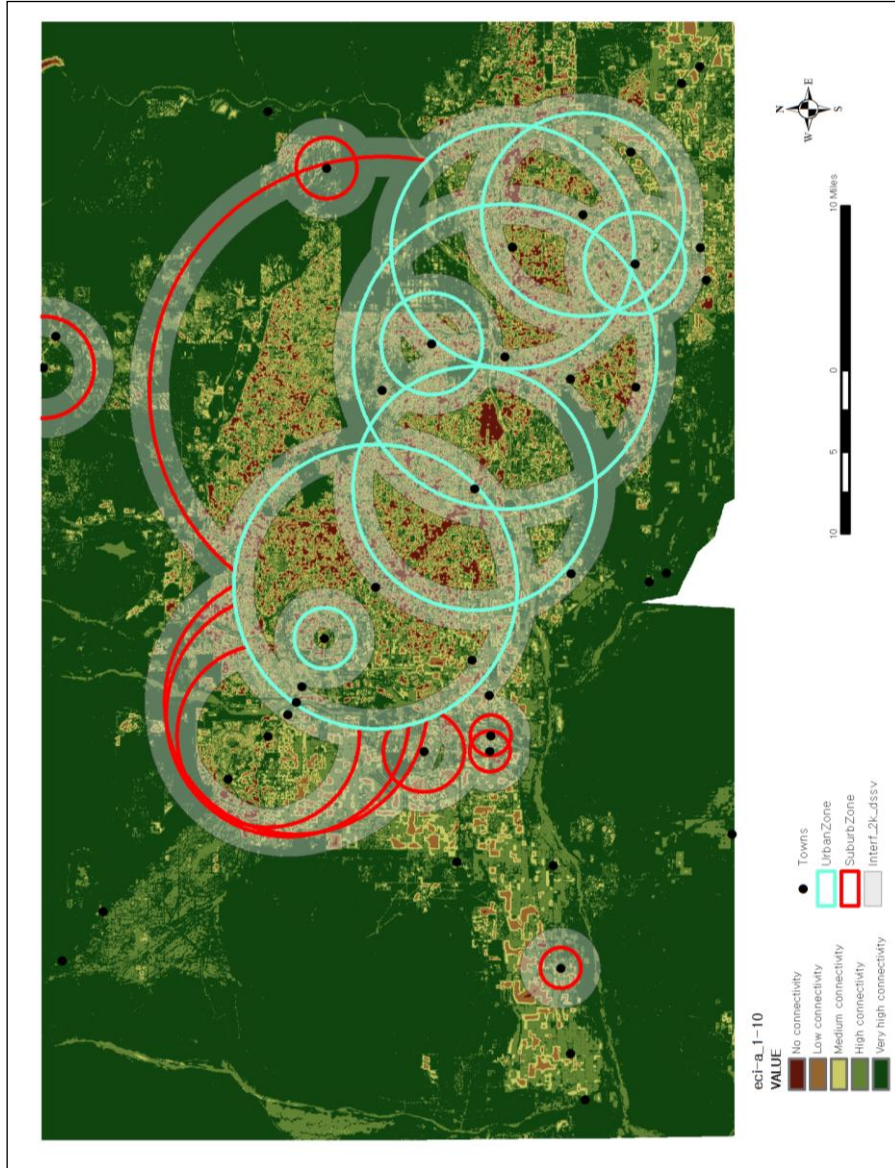 eci-a_1-10
VALUE
No connectivity
Low connectivity
Medium connectivity
High connectivity
Very high connectivity
Towns
UrbanZone
SuburbZone
Interf_2k_dssv
10
5
0
10 Miles
N
W
E
S